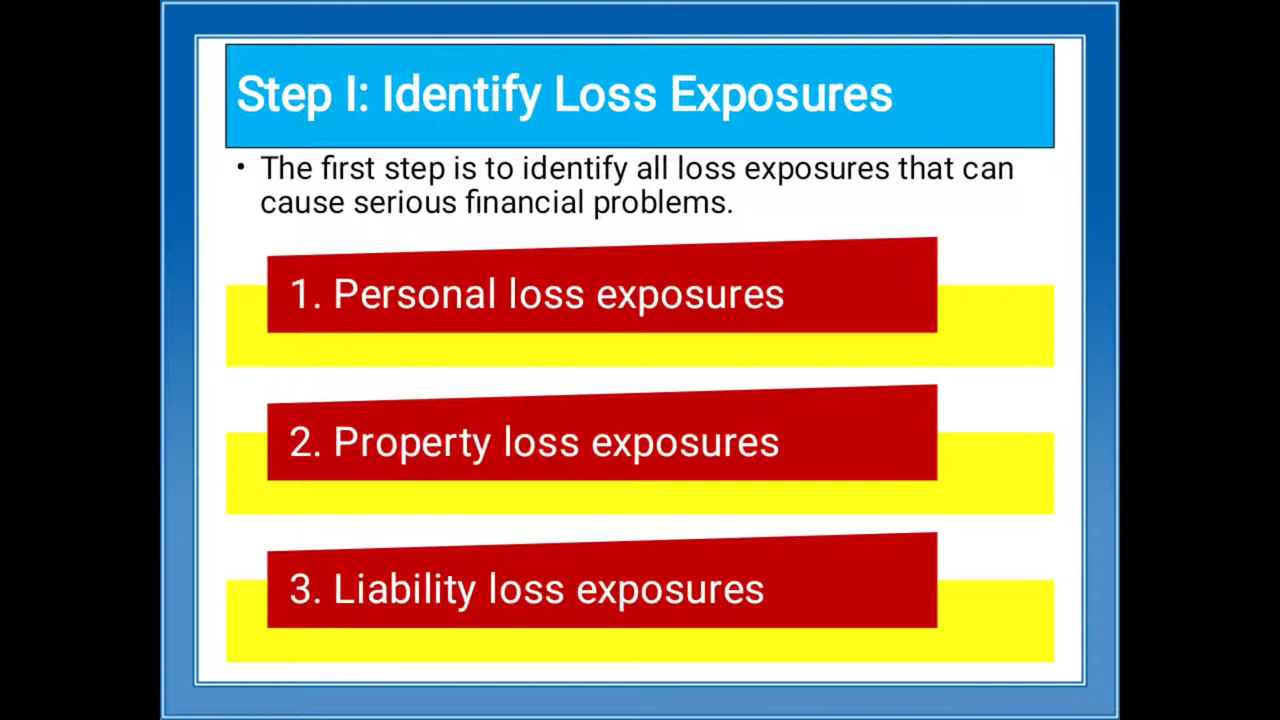 Step I: Identify Loss Exposures
• The first step is to identify all loss exposures that can
cause serious financial problems.
1. Personal loss exposures
2. Property loss exposures
3. Liability loss exposures